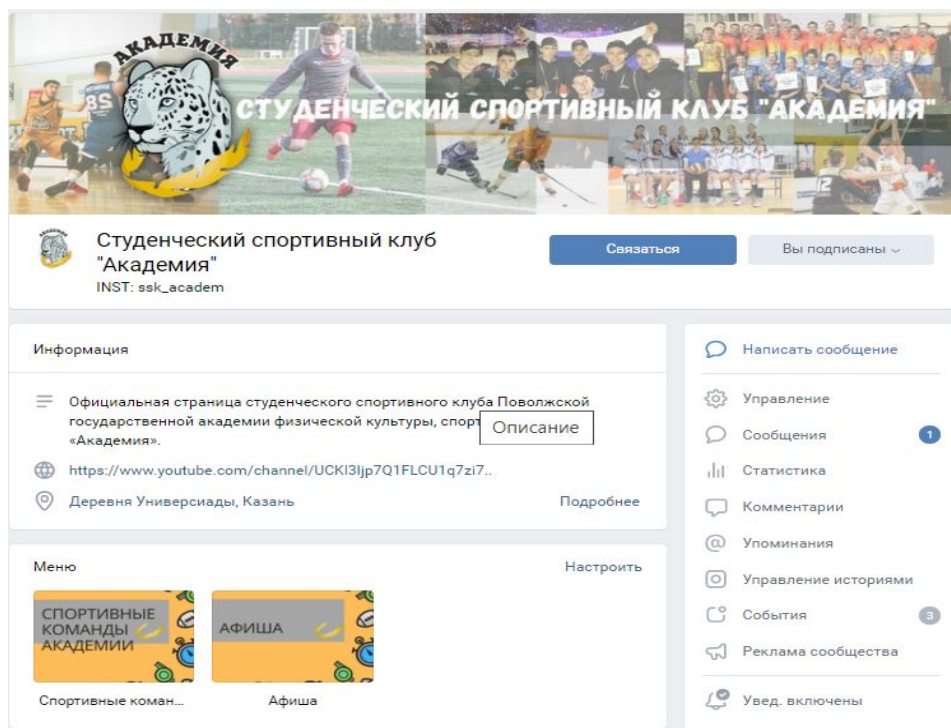 АКАДЕМИЯ
СТУДЕНЧЕСКИЙ СПОРТИВНЫЙ КЛУБ "АКАДЕМИЯ"
Студенческий спортивный клуб
"Академия"
INST: ssk_academ
Связаться
Вы подписаны
Информация
Официальная страница студенческого спортивного клуба Поволжской
государственной академии физической культуры, спорт
«Академия».
Описание
https://www.youtube.com/channel/UCKl3ljp7Q1FLCU1q7zi7..
Деревня Универсиады, Казань
Подробнее
Меню
Настроить
СПОРТИВНЫЕ
КОМАНДЫ
АКАДЕМИИ
АФИША
Спортивные коман...
Афиша
Написать сообщение
Управление
Сообщения 1
Статистика
Комментарии
Упоминания
Управление историями
События 3
Реклама сообщества
Увед. включены